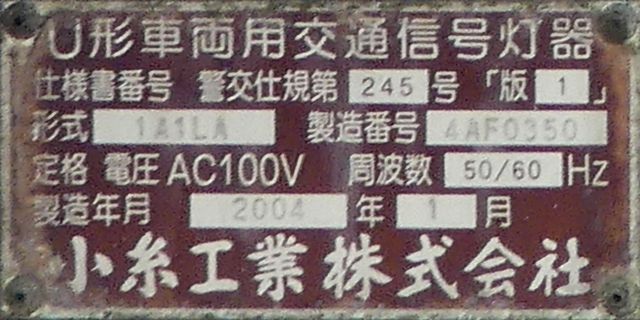 U形車両用交通信号灯器
仕様書番号 警交仕規第 245 号 「版 1 」
形式 1A1LA 製造番号 4AF0350
定格 電圧 AC100V 周波数 50/60 Hz
製造年月 2004 年 1 月
小糸工業株式会社